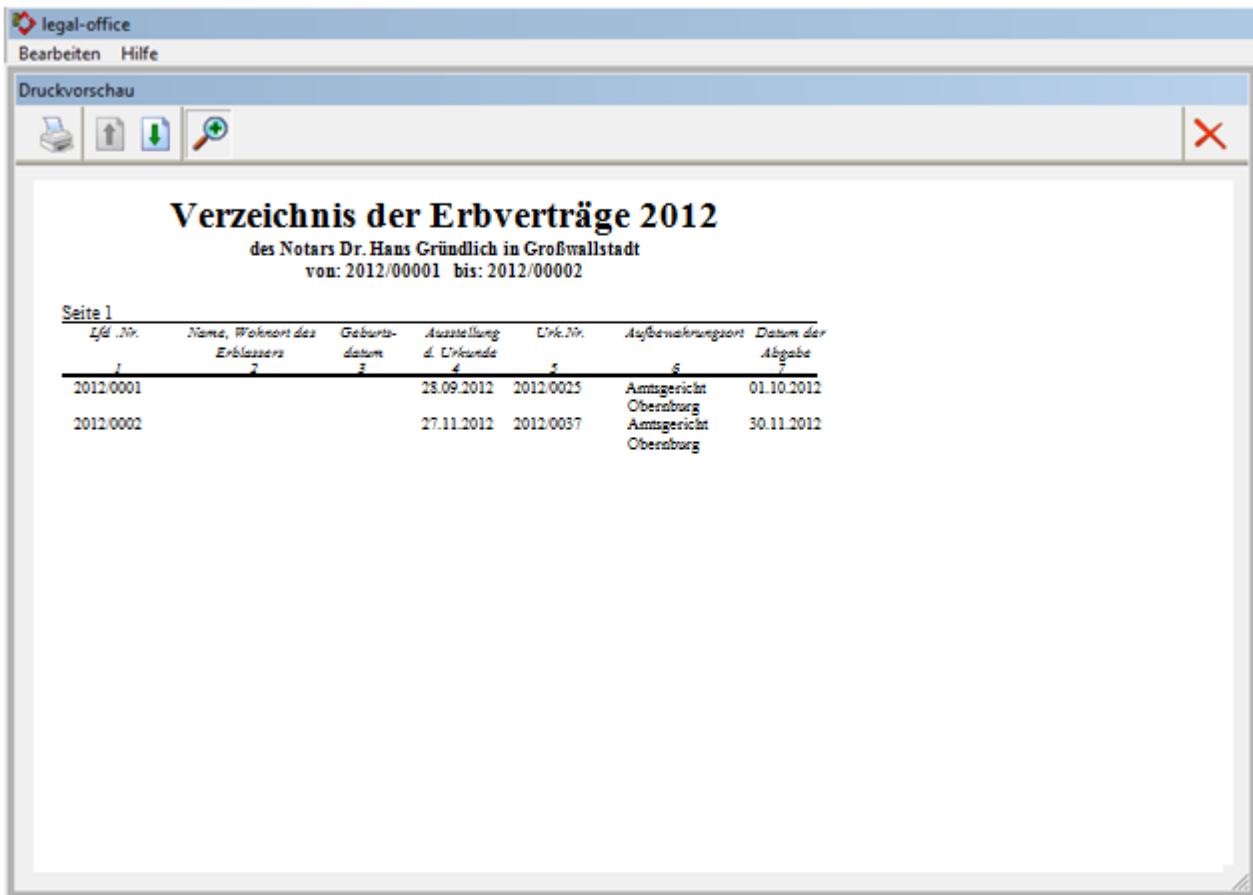 legal-office
Bearbeiten Hilfe
Druckvorschau
Verzeichnis der Erbverträge 2012
des Notars Dr. Hans Gründlich in Großwallstadt
von: 2012/00001 bis: 2012/00002
Seite 1
Lfd .Nr. Name, Wohnort des Geburts- Ausstellung Urk.Nr. Aufbewahrungsort Datum der
Erblassers datum d. Urkunde Abgabe
1 2 3 4 5 6 7
2012/0001 28.09.2012 2012/0025 Amtsgericht 01.10.2012
Obernburg
2012/0002 27.11.2012 2012/0037 Amtsgericht 30.11.2012
Obernburg